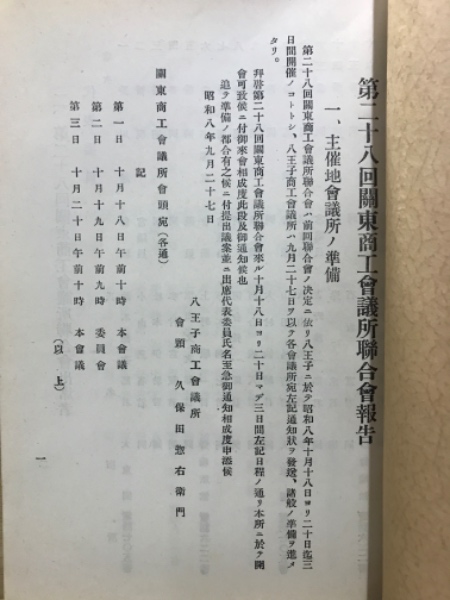 第二十八回關東商工會議所聯合會報告
一、主催地會議所ノ準備
第二十八回關東商工會議所聯合會ハ前回聯合會ノ決定ニ依リ八王子ニ於テ昭和八年十月十八日ヨリ二十日迄三
日間開催ノコトトシ、八王子商工會議所ハ九月二十七日ヲ以テ各會議所宛左記通知狀ヲ發送、諸般ノ準備ヲ進メ
タリ。
拜啓第二十八回關東商工會議所聯合會來ル十月十八日ヨリ二十日マデ三日間左記日程ノ通リ本所ニ於テ開
會可致候ニ付御來會相成度此段及御通知候也
追テ準備ノ都合有之候ニ付提出議案並ニ出席代表委員氏名至急御通知相成度申添候
昭和八年九月二十七日
八王子商工會議所
會頭 久保田惣右衛門
關東商工會議所會頭宛(各通)
記
第一日 十月十八日午前十時 本會議
第二日 十月十九日午前九時 委員會
第三日 十月二十日午前十時 本會議
(以上)
一